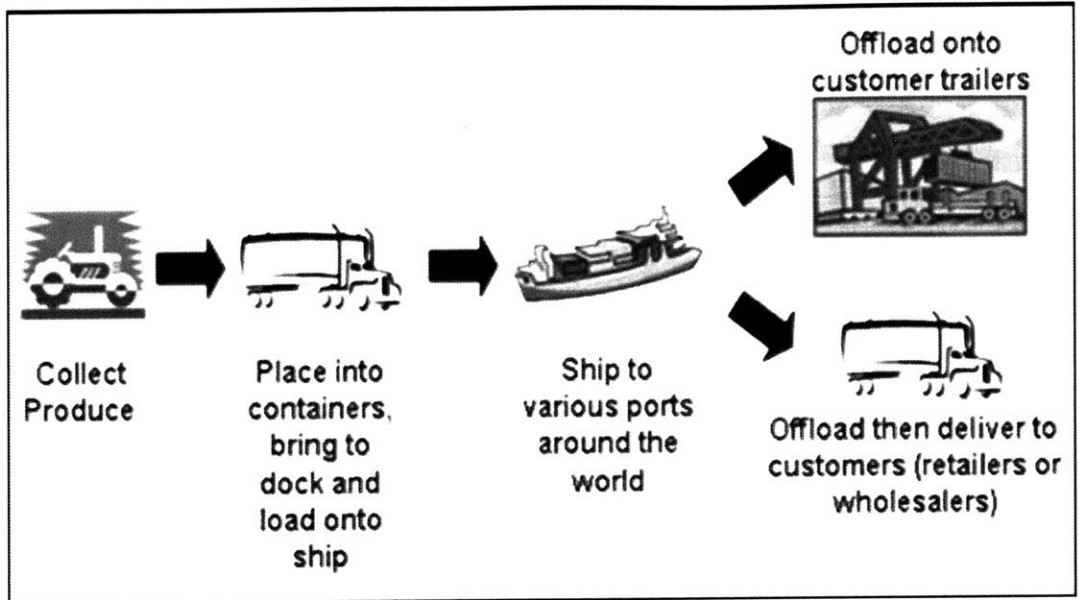 Collect
Produce
Place into
containers,
bring to
dock and
load onto
ship
Ship to
various ports
around the
world
Offload onto
customer trailers
Offload then deliver to
customers (retailers or
wholesalers)